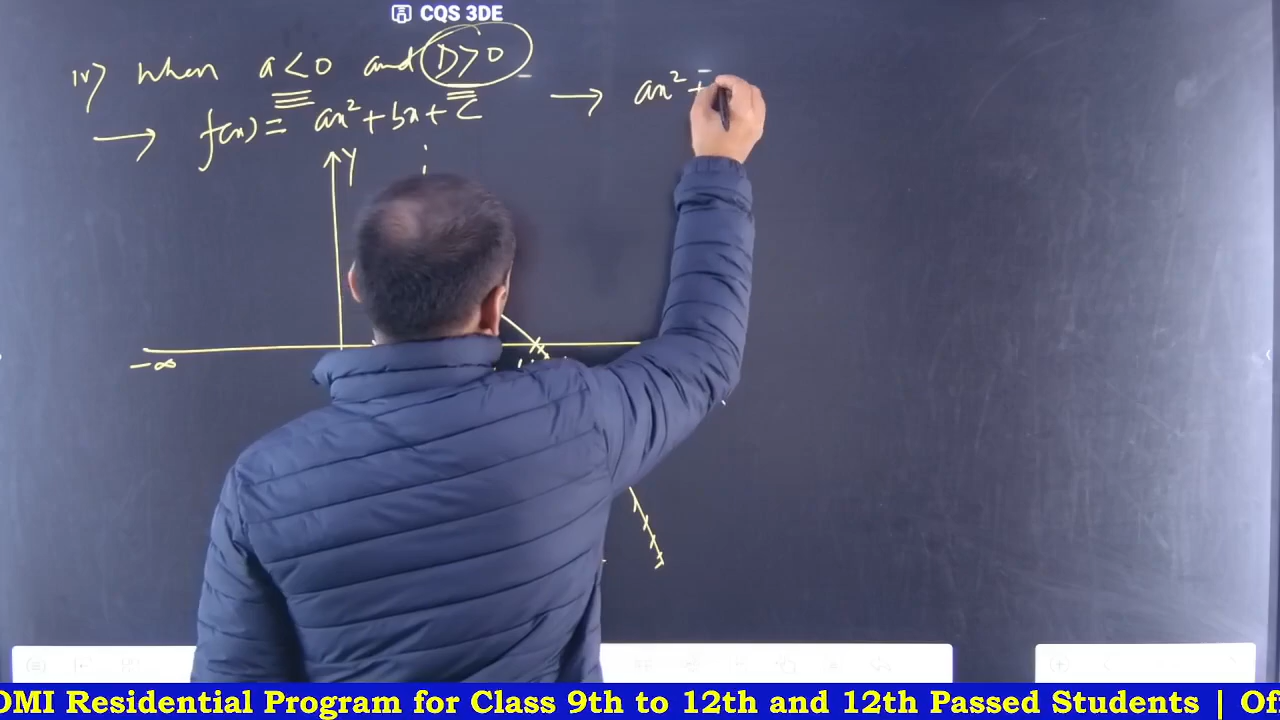 CQS 3DE
iv) When a<0 and D>0
→ f(x) = ax² + bx + c → ax² +
Y
-∞
OMI Residential Program for Class 9th to 12th and 12th Passed Students | Of